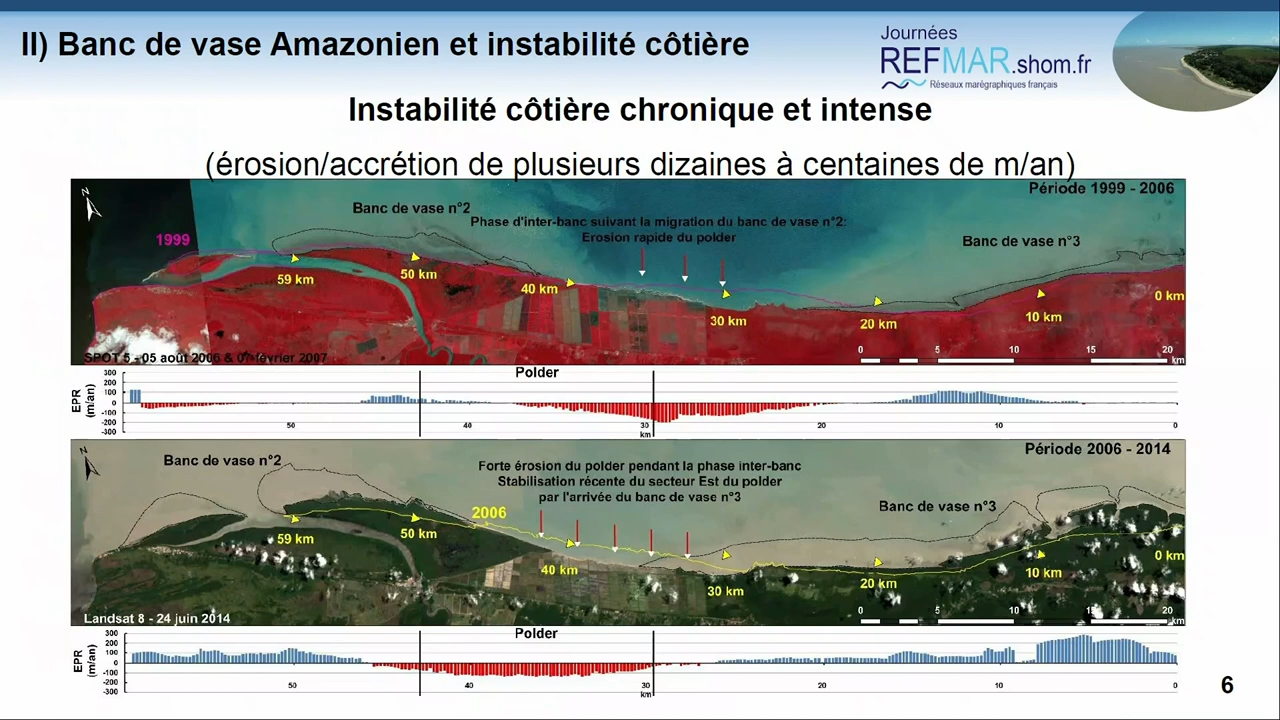 II) Banc de vase Amazonien et instabilité côtière
Journées
REFMAR.shom.fr
Réseaux marégraphiques français
Instabilité côtière chronique et intense
(érosion/accrétion de plusieurs dizaines à centaines de m/an)
Période 1999 - 2006
N
Banc de vase n°2
Phase d'inter-banc suivant la migration du banc de vase n°2:
Erosion rapide du polder
Banc de vase n°3
1999
59 km
50 km
40 km
30 km
20 km
10 km
0 km
0 5 10 15 20
km
SPOT 5 - 05 août 2006 & 07 février 2007
Polder
EPR
(m/an)
300
200
100
0
-100
-200
-300
50 40 30 20 10 0
km
Période 2006 - 2014
N
Banc de vase n°2
Forte érosion du polder pendant la phase inter-banc
Stabilisation récente du secteur Est du polder
par l'arrivée du banc de vase n°3
Banc de vase n°3
2006
59 km
50 km
40 km
30 km
20 km
10 km
0 km
0 5 10 15 20
km
Landsat 8 - 24 juin 2014
Polder
EPR
(m/an)
300
200
100
0
-100
-200
-300
50 40 30 20 10 0
km
6